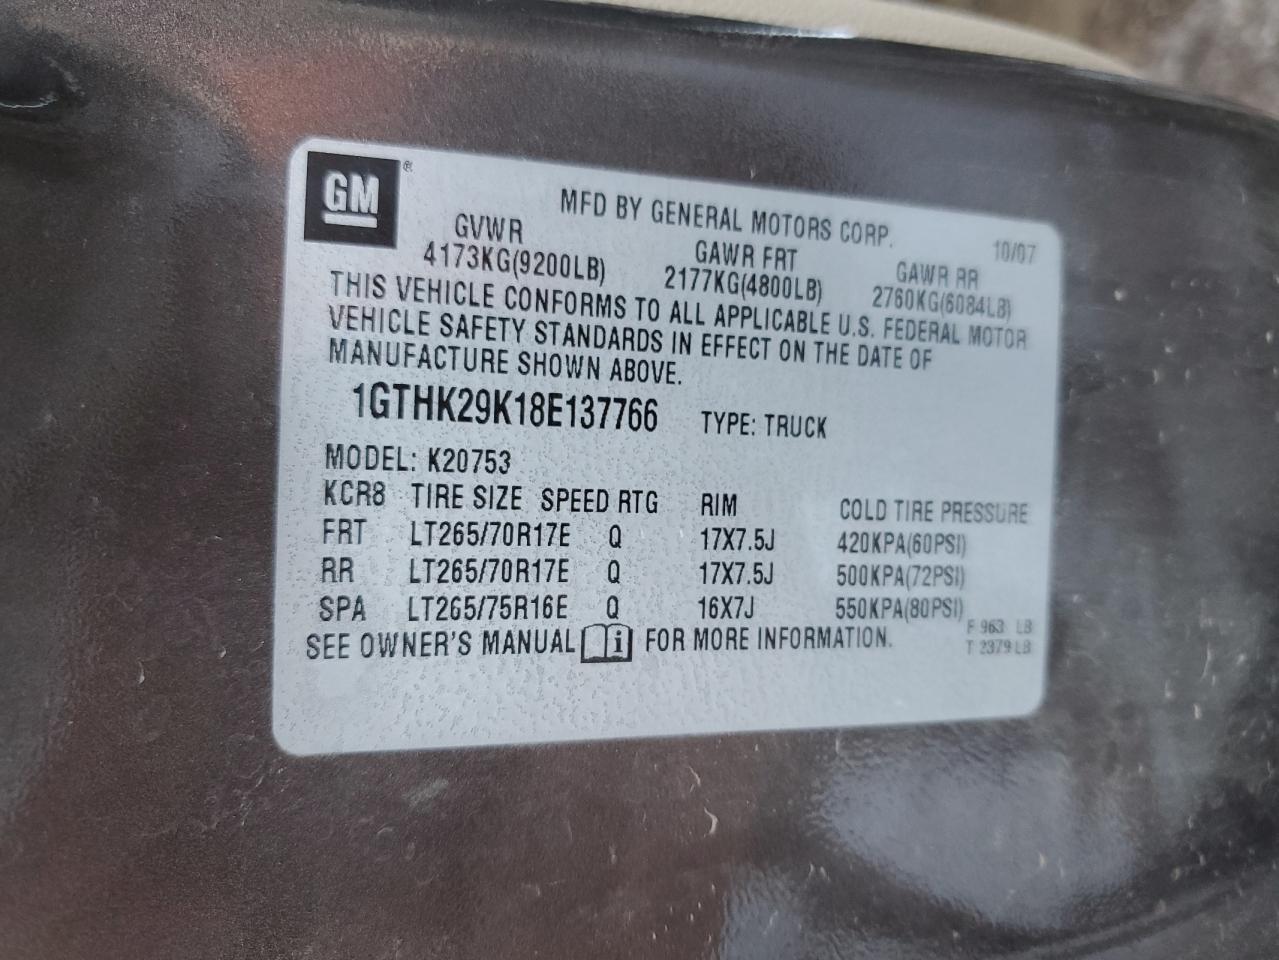 GM ®
MFD BY GENERAL MOTORS CORP.
10/07
GVWR GAWR FRT GAWR RR
4173KG(9200LB) 2177KG(4800LB) 2760KG(6084LB)
THIS VEHICLE CONFORMS TO ALL APPLICABLE U.S. FEDERAL MOTOR
VEHICLE SAFETY STANDARDS IN EFFECT ON THE DATE OF
MANUFACTURE SHOWN ABOVE.
1GTHK29K18E137766 TYPE: TRUCK
MODEL: K20753
KCR8 TIRE SIZE SPEED RTG RIM COLD TIRE PRESSURE
FRT LT265/70R17E Q 17X7.5J 420KPA(60PSI)
RR LT265/70R17E Q 17X7.5J 500KPA(72PSI)
SPA LT265/75R16E Q 16X7J 550KPA(80PSI)
SEE OWNER'S MANUAL i FOR MORE INFORMATION.
F 963 LB
T 2379 LB